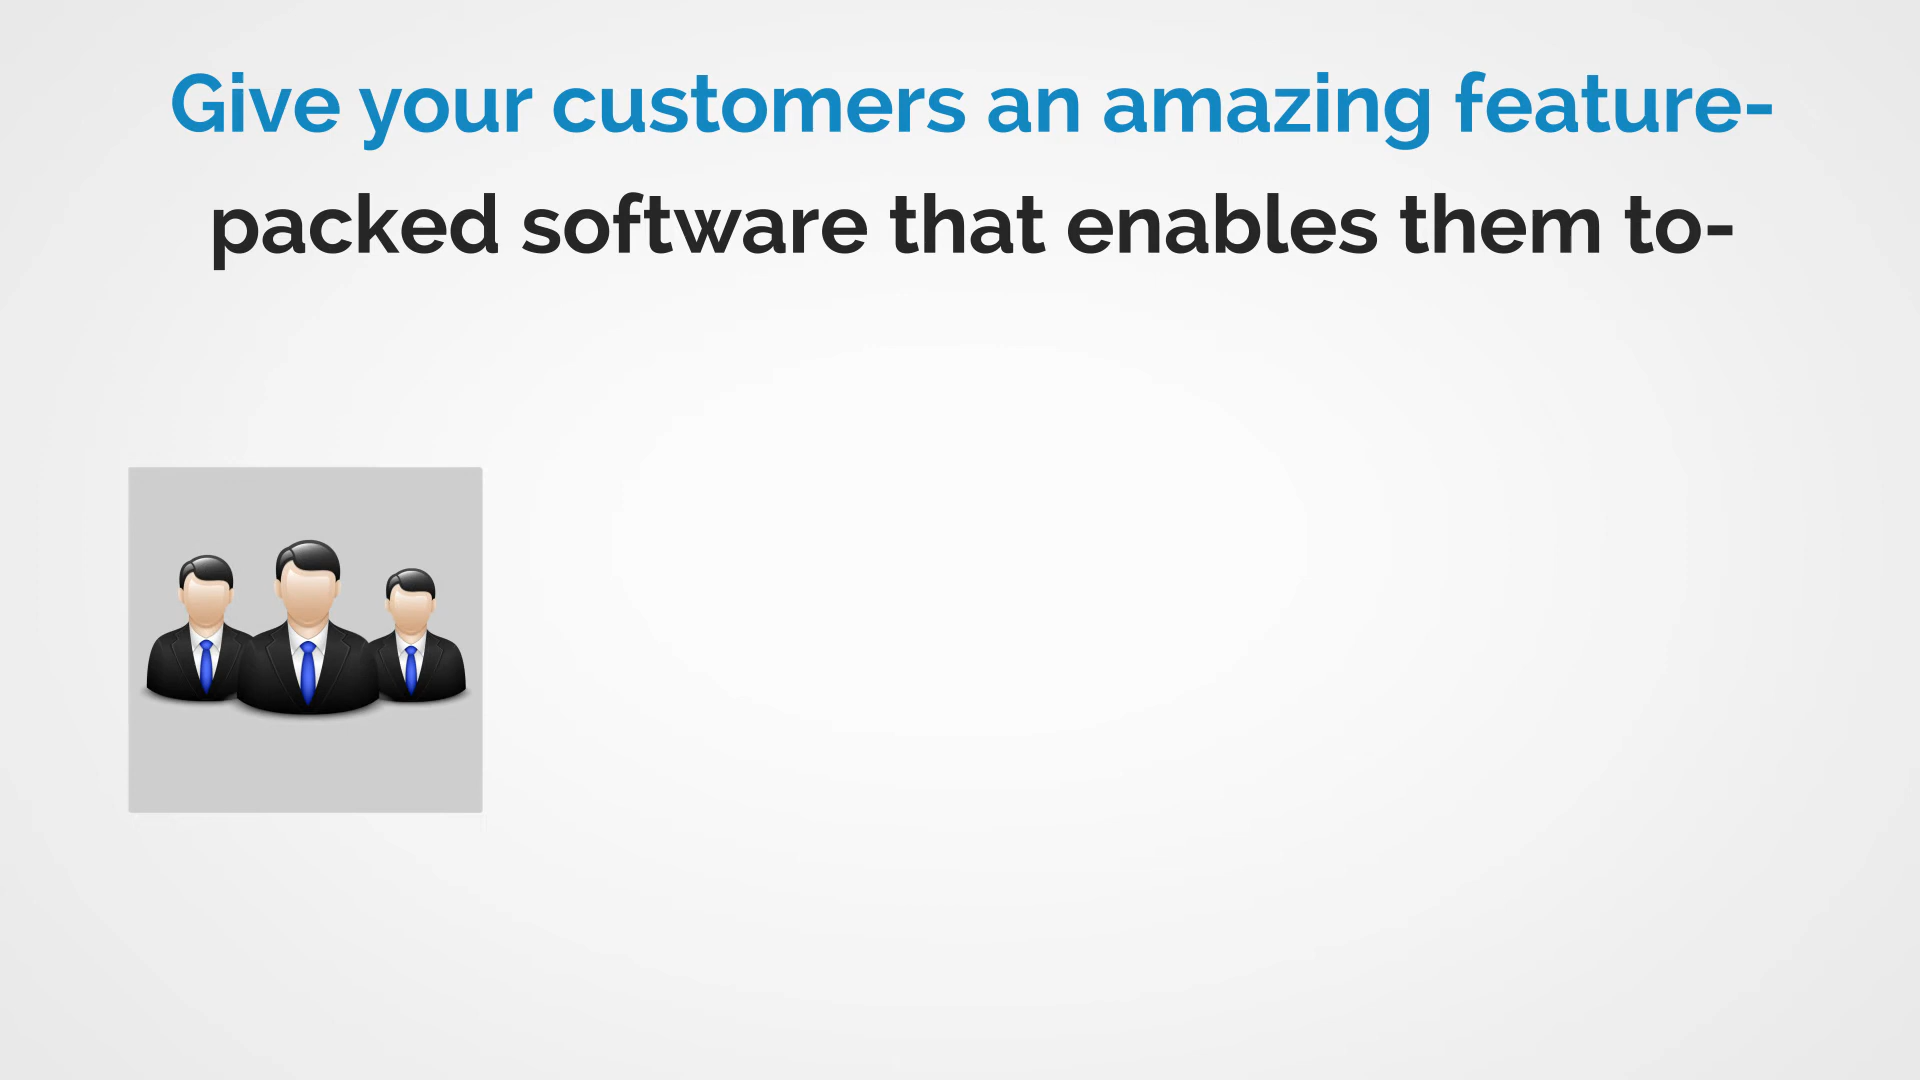 Give your customers an amazing feature-
packed software that enables them to-